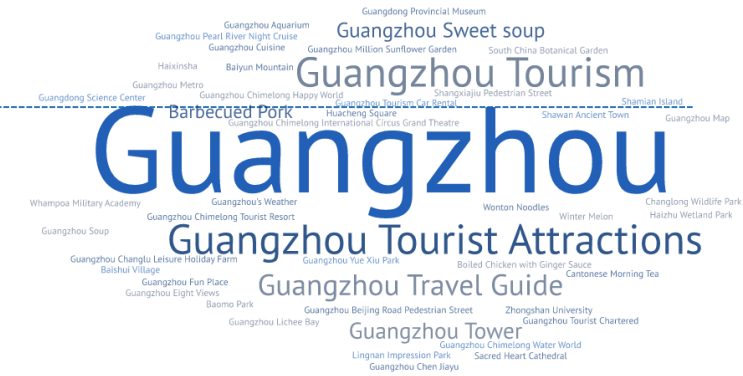 Guangdong Provincial Museum
Guangzhou Aquarium
Guangzhou Sweet soup
Guangzhou Pearl River Night Cruise
Guangzhou Cuisine
Guangzhou Million Sunflower Garden
South China Botanical Garden
Haixinsha
Baiyun Mountain
Guangzhou Tourism
Guangzhou Metro
Shangxiajiu Pedestrian Street
Guangdong Science Center
Guangzhou Chimelong Happy World
Guangzhou Tourism Car Rental
Shamian Island
Barbecued Pork
Huacheng Square
Shawan Ancient Town
Guangzhou Map
Guangzhou Chimelong International Circus Grand Theatre
Guangzhou
Whampoa Military Academy
Guangzhou's Weather
Changlong Wildlife Park
Wonton Noodles
Guangzhou Chimelong Tourist Resort
Winter Melon
Haizhu Wetland Park
Guangzhou Soup
Guangzhou Tourist Attractions
Guangzhou Changlu Leisure Holiday Farm
Guangzhou Yue Xiu Park
Boiled Chicken with Ginger Sauce
Baishui Village
Cantonese Morning Tea
Guangzhou Fun Place
Guangzhou Travel Guide
Guangzhou Eight Views
Baomo Park
Guangzhou Beijing Road Pedestrian Street
Zhongshan University
Guangzhou Lichee Bay
Guangzhou Tower
Guangzhou Tourist Chartered
Guangzhou Chimelong Water World
Lingnan Impression Park
Sacred Heart Cathedral
Guangzhou Chen Jiayu